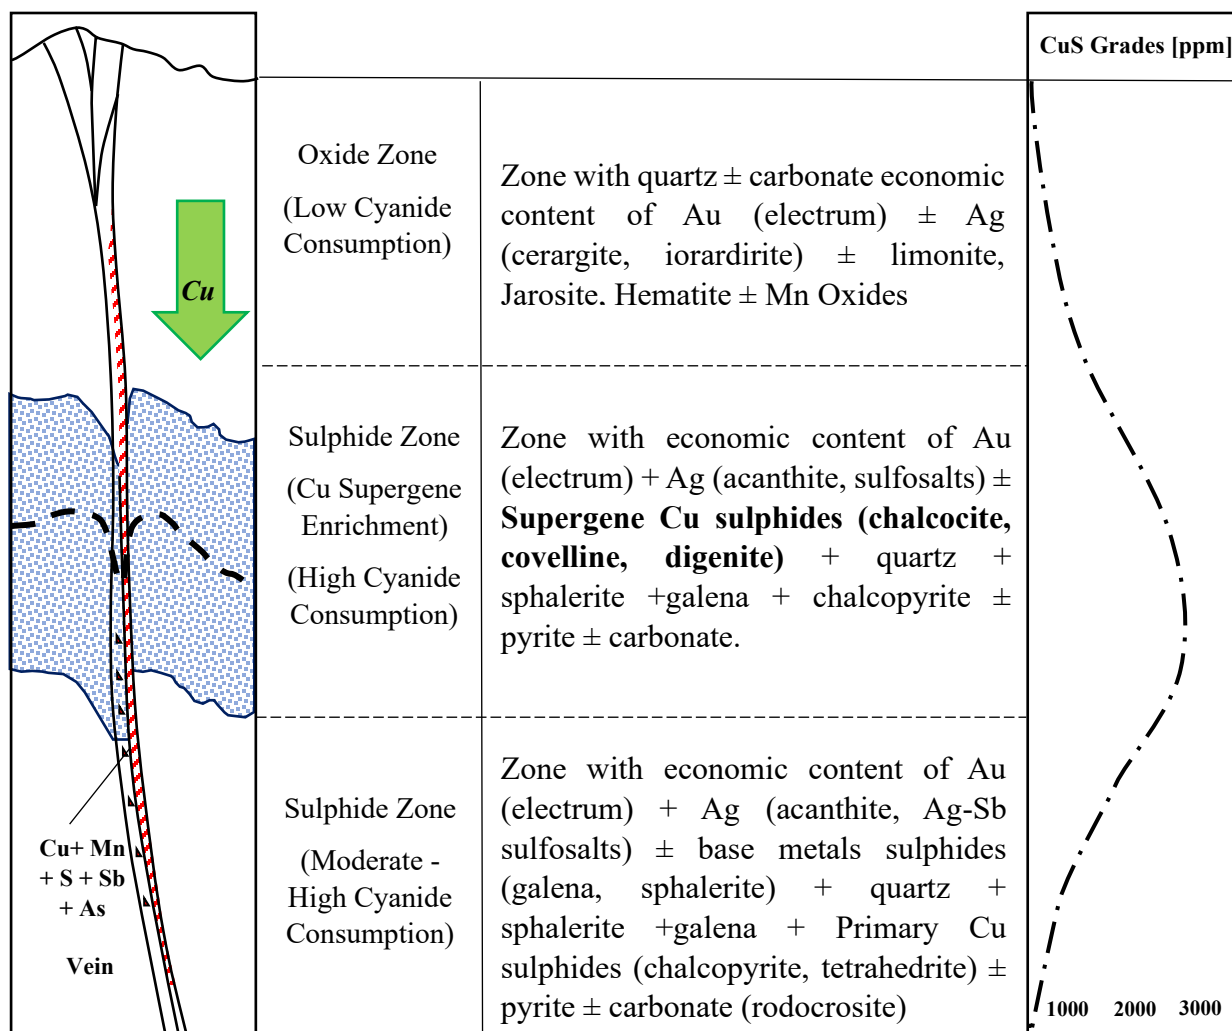 CuS Grades [ppm]
Oxide Zone
(Low Cyanide
Consumption)
Zone with quartz ± carbonate economic
content of Au (electrum) ± Ag
(cerargite, iorardirite) ± limonite,
Jarosite, Hematite ± Mn Oxides
Cu
Sulphide Zone
(Cu Supergene
Enrichment)
(High Cyanide
Consumption)
Zone with economic content of Au
(electrum) + Ag (acanthite, sulfosalts) ±
Supergene Cu sulphides (chalcocite,
covelline, digenite) + quartz +
sphalerite +galena + chalcopyrite ±
pyrite ± carbonate.
Cu+ Mn
+ S + Sb
+ As
Vein
Sulphide Zone
(Moderate -
High Cyanide
Consumption)
Zone with economic content of Au
(electrum) + Ag (acanthite, Ag-Sb
sulfosalts) ± base metals sulphides
(galena, sphalerite) + quartz +
sphalerite +galena + Primary Cu
sulphides (chalcopyrite, tetrahedrite) ±
pyrite ± carbonate (rodocrosite)
1000 2000 3000